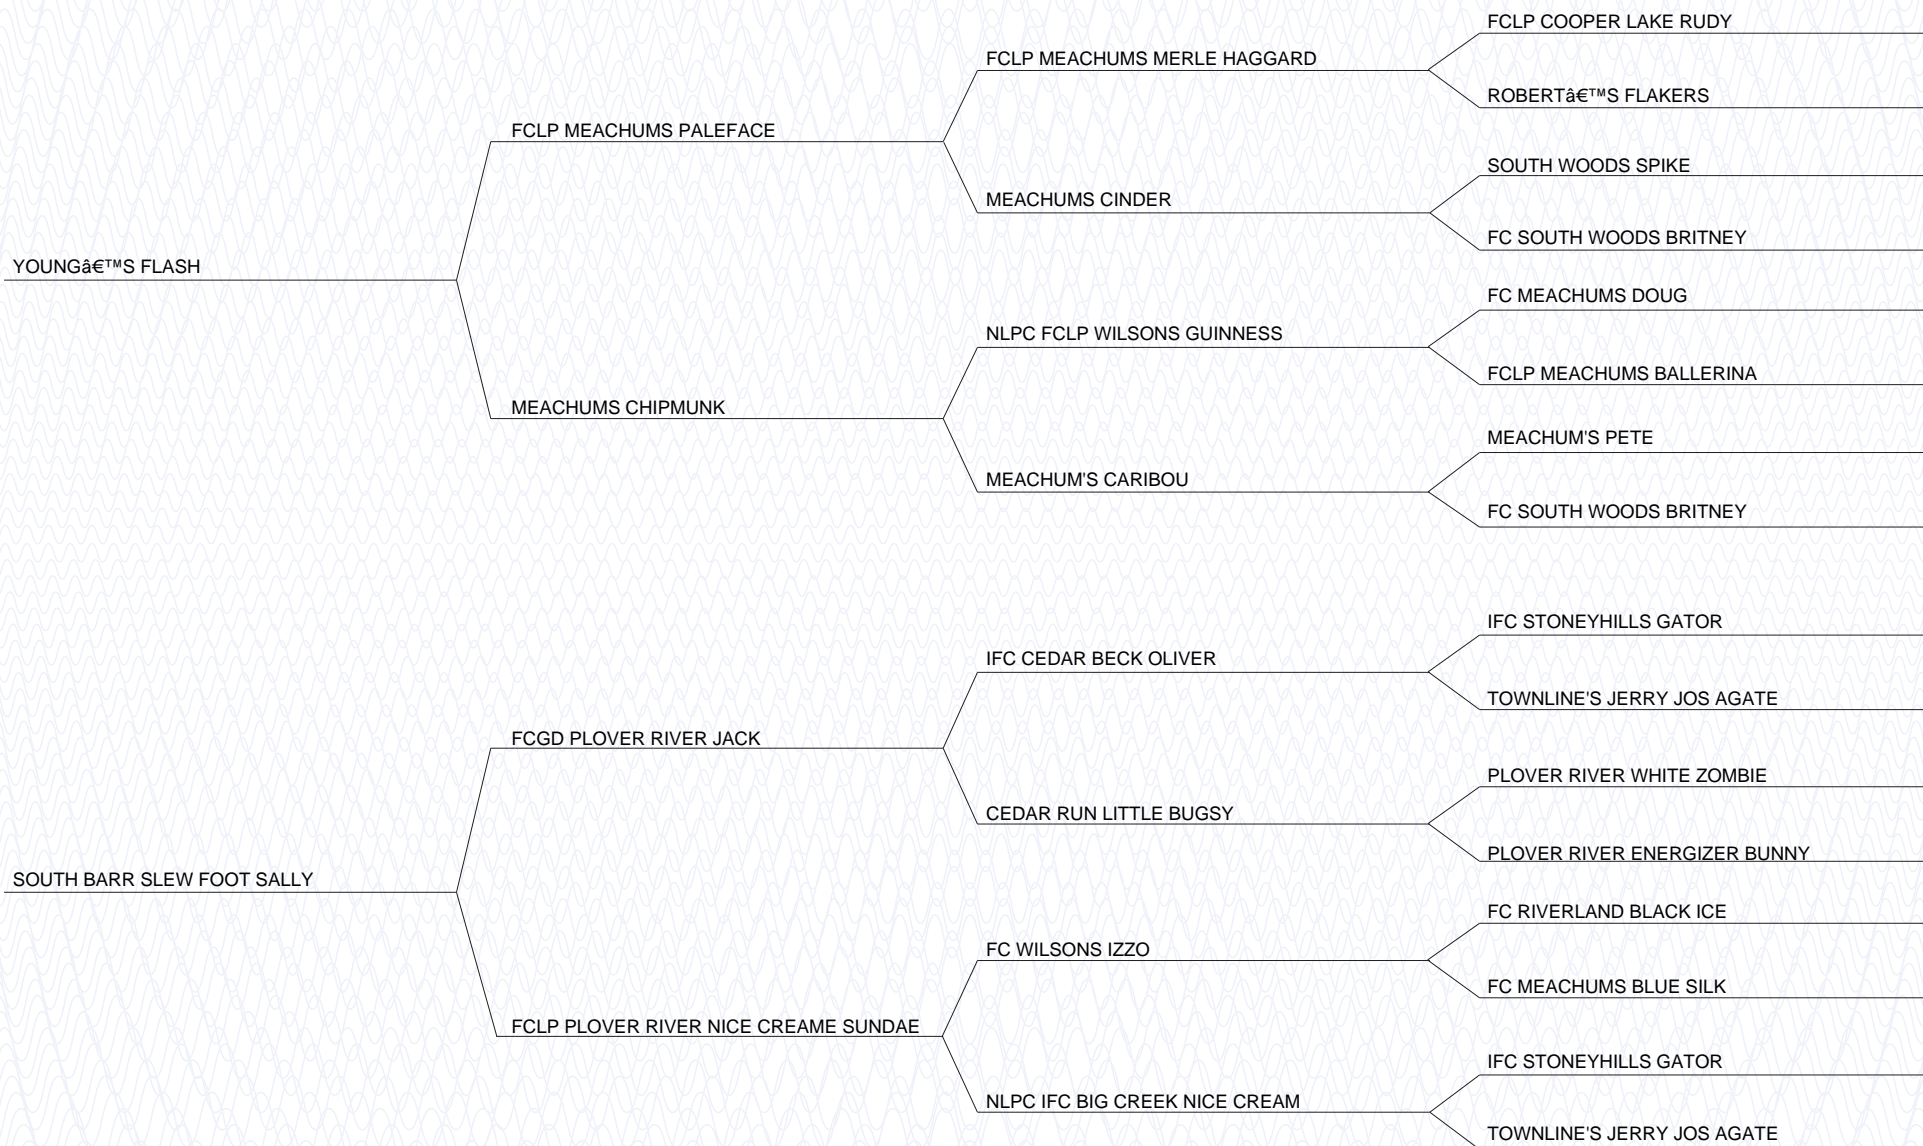 FCLP COOPER LAKE RUDY
FCLP MEACHUMS MERLE HAGGARD
ROBERTâ€™S FLAKERS
FCLP MEACHUMS PALEFACE
SOUTH WOODS SPIKE
MEACHUMS CINDER
FC SOUTH WOODS BRITNEY
YOUNGâ€™S FLASH
FC MEACHUMS DOUG
NLPC FCLP WILSONS GUINNESS
FCLP MEACHUMS BALLERINA
MEACHUMS CHIPMUNK
MEACHUM'S PETE
MEACHUM'S CARIBOU
FC SOUTH WOODS BRITNEY
IFC STONEYHILLS GATOR
IFC CEDAR BECK OLIVER
TOWNLINE'S JERRY JOS AGATE
FCGD PLOVER RIVER JACK
PLOVER RIVER WHITE ZOMBIE
CEDAR RUN LITTLE BUGSY
PLOVER RIVER ENERGIZER BUNNY
SOUTH BARR SLEW FOOT SALLY
FC RIVERLAND BLACK ICE
FC WILSONS IZZO
FC MEACHUMS BLUE SILK
FCLP PLOVER RIVER NICE CREAME SUNDAE
IFC STONEYHILLS GATOR
NLPC IFC BIG CREEK NICE CREAM
TOWNLINE'S JERRY JOS AGATE